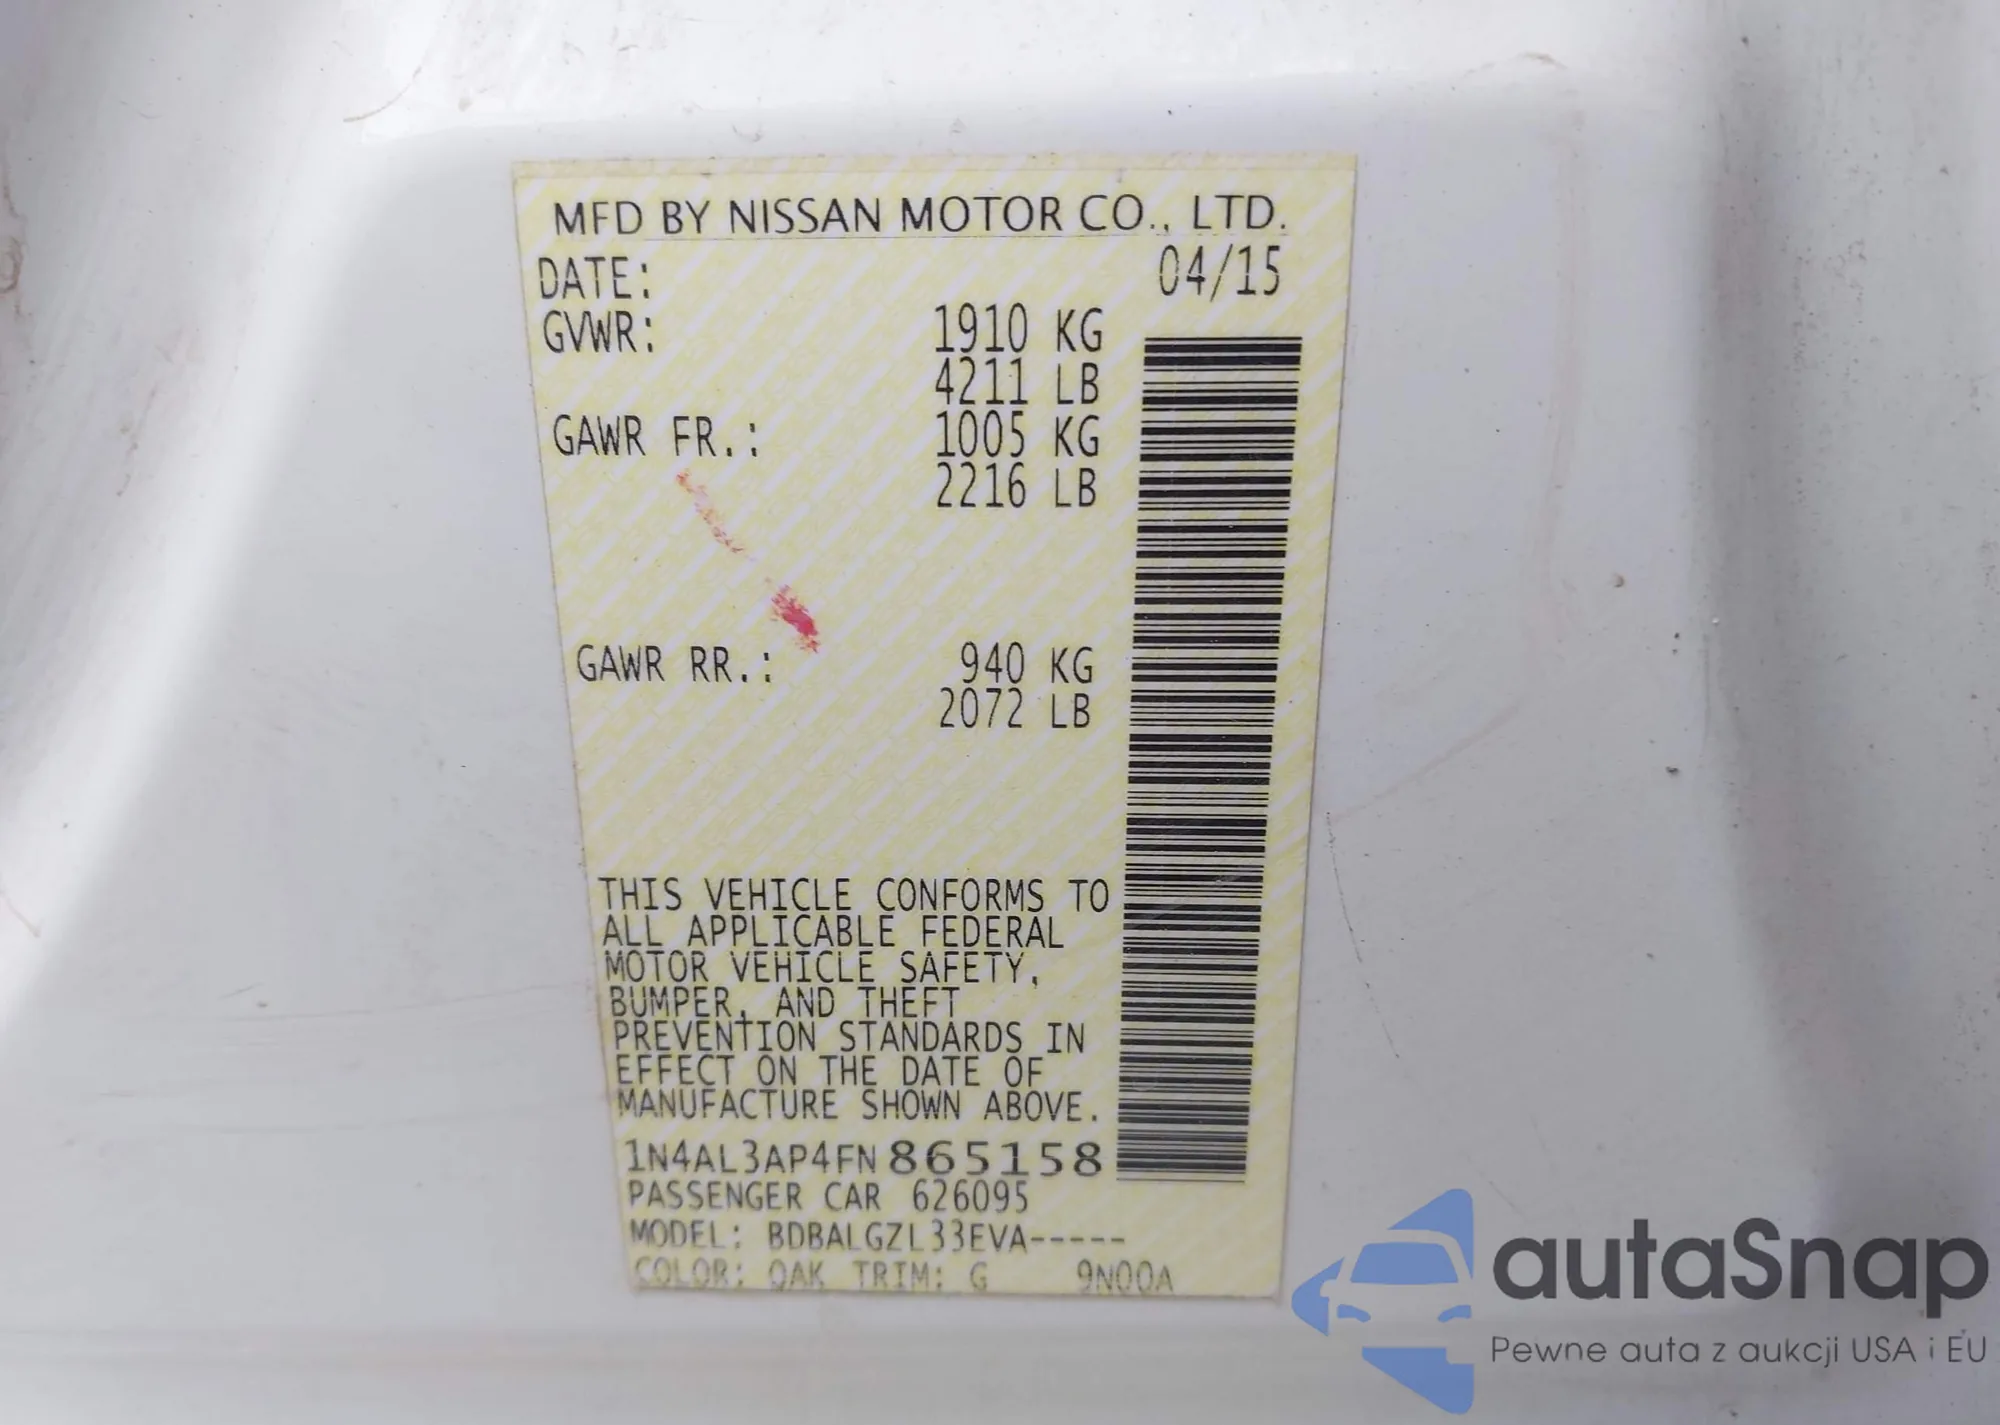 MFD BY NISSAN MOTOR CO., LTD.
DATE: 04/15
GVWR: 1910 KG
4211 LB
GAWR FR.: 1005 KG
2216 LB
GAWR RR.: 940 KG
2072 LB
THIS VEHICLE CONFORMS TO
ALL APPLICABLE FEDERAL
MOTOR VEHICLE SAFETY,
BUMPER, AND THEFT
PREVENTION STANDARDS IN
EFFECT ON THE DATE OF
MANUFACTURE SHOWN ABOVE.
1N4AL3AP4FN865158
PASSENGER CAR 626095
MODEL: BDBALGZL33EVA-----
COLOR: QAK TRIM: G 9N00A
autaSnap
Pewne auta z aukcji USA i EU